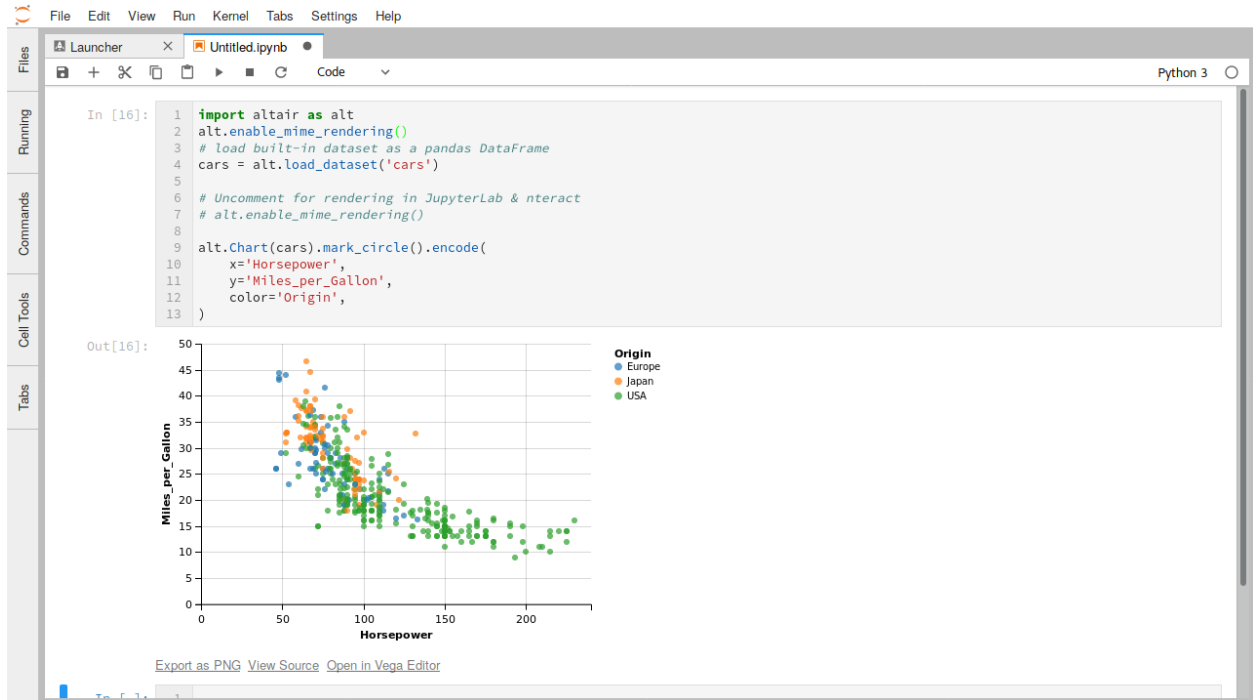 File Edit View Run Kernel Tabs Settings Help
Launcher × Untitled.ipynb
Code
Python 3
Files
Running
Commands
Cell Tools
Tabs
In [16]:
1 import altair as alt
2 alt.enable_mime_rendering()
3 # load built-in dataset as a pandas DataFrame
4 cars = alt.load_dataset('cars')
5
6 # Uncomment for rendering in JupyterLab & nteract
7 # alt.enable_mime_rendering()
8
9 alt.Chart(cars).mark_circle().encode(
10     x='Horsepower',
11     y='Miles_per_Gallon',
12     color='Origin',
13 )
Out[16]:
50
45
40
35
30
25
20
15
10
5
0
Miles_per_Gallon
0 50 100 150 200
Horsepower
Origin
Europe
Japan
USA
Export as PNG View Source Open in Vega Editor
In [ ]: 1